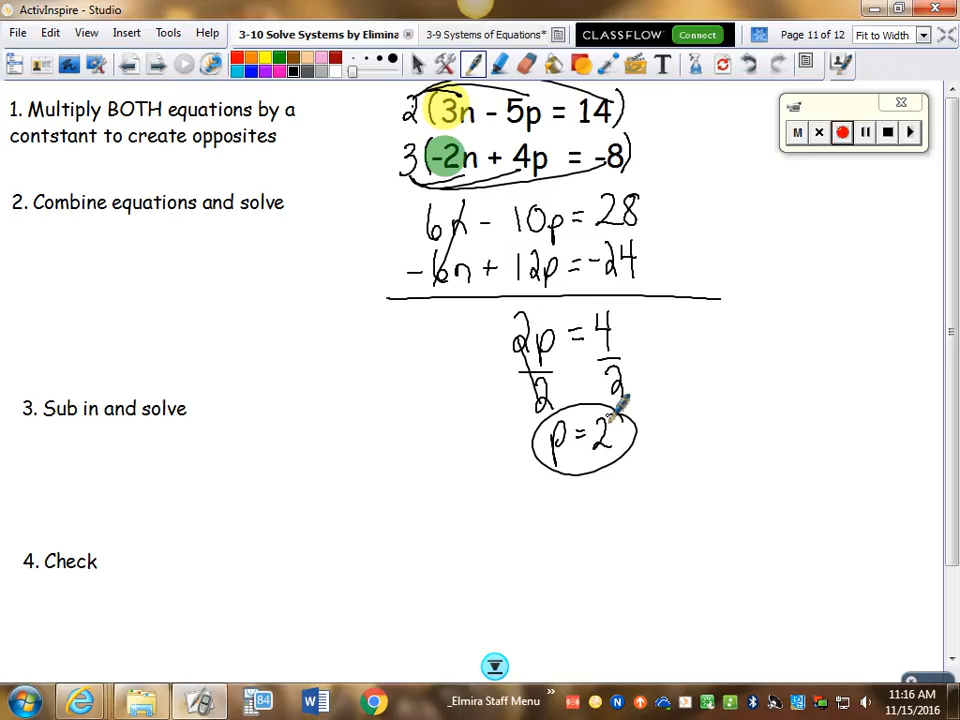 ActivInspire - Studio
File Edit View Insert Tools Help
3-10 Solve Systems by Elimina
3-9 Systems of Equations*
CLASSFLOW Connect
Page 11 of 12
Fit to Width
1. Multiply BOTH equations by a
contstant to create opposites
2 (3n - 5p = 14)
3 (-2n + 4p = -8)
M
2. Combine equations and solve
6n - 10p = 28
-6n + 12p = -24
2p = 4
2 2
p = 2
3. Sub in and solve
4. Check
84
_Elmira Staff Menu
11:16 AM
11/15/2016